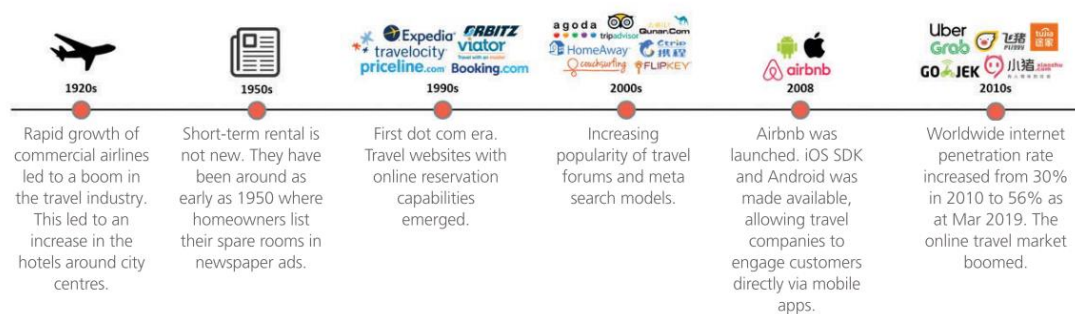 Expedia
travelocity
priceline.com
ORBITZ
viator
Booking.com
agoda
tripadvisor
Qunar.Com
HomeAway
Ctrip
携程
couchsurfing
FLIPKEY
airbnb
Uber
Grab
飞猪
FLIGGY
tujia
途家
GO JEK
小猪
xiaozhu.com
1920s
1950s
1990s
2000s
2008
2010s
Rapid growth of
commercial airlines
led to a boom in
the travel industry.
This led to an
increase in the
hotels around city
centres.
Short-term rental is
not new. They have
been around as
early as 1950 where
homeowners list
their spare rooms in
newspaper ads.
First dot com era.
Travel websites with
online reservation
capabilities
emerged.
Increasing
popularity of travel
forums and meta
search models.
Airbnb was
launched. iOS SDK
and Android was
made available,
allowing travel
companies to
engage customers
directly via mobile
apps.
Worldwide internet
penetration rate
increased from 30%
in 2010 to 56% as
at Mar 2019. The
online travel market
boomed.